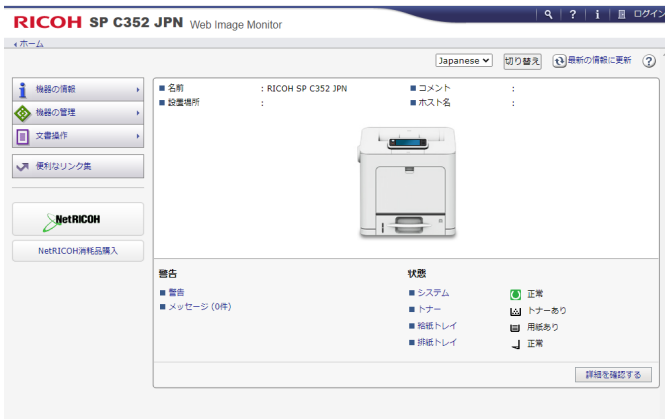 RICOH SP C352 JPN Web Image Monitor
ログイン
ホーム
Japanese 切り替え 最新の情報に更新
機器の情報
機器の管理
文書操作
便利なリンク集
NetRICOH
NetRICOH消耗品購入
名前 : RICOH SP C352 JPN コメント :
設置場所 : ホスト名 :
警告
警告
メッセージ (0件)
状態
システム 正常
トナー トナーあり
給紙トレイ 用紙あり
排紙トレイ 正常
詳細を確認する